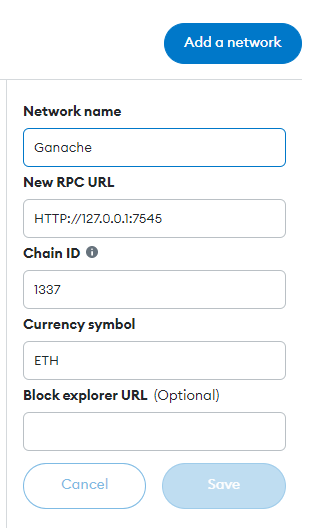 Add a network
Network name
Ganache
New RPC URL
HTTP://127.0.0.1:7545
Chain ID
1337
Currency symbol
ETH
Block explorer URL (Optional)
Cancel
Save